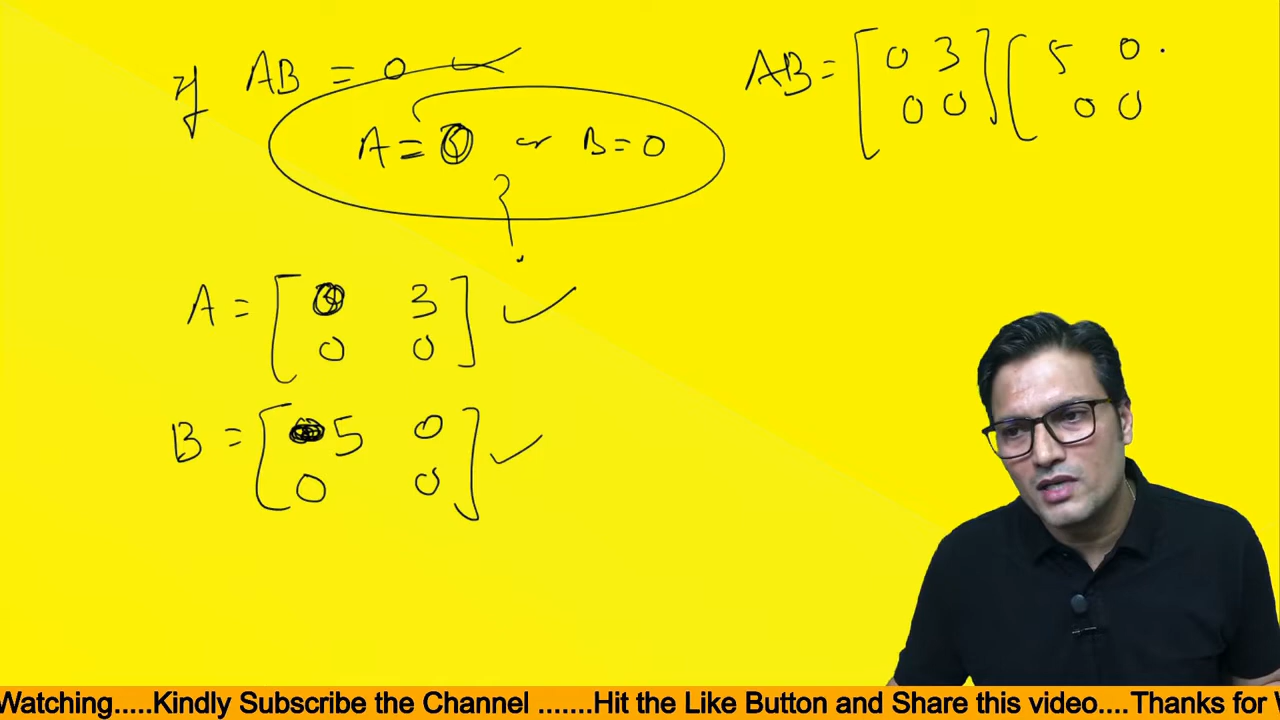 if AB = 0
A = 0 or B = 0
?
A = [ 0 3
0 0 ]
B = [ 5 0
0 0 ]
AB = [ 0 3 ] [ 5 0
0 0 0 0
Watching.....Kindly Subscribe the Channel .......Hit the Like Button and Share this video....Thanks for